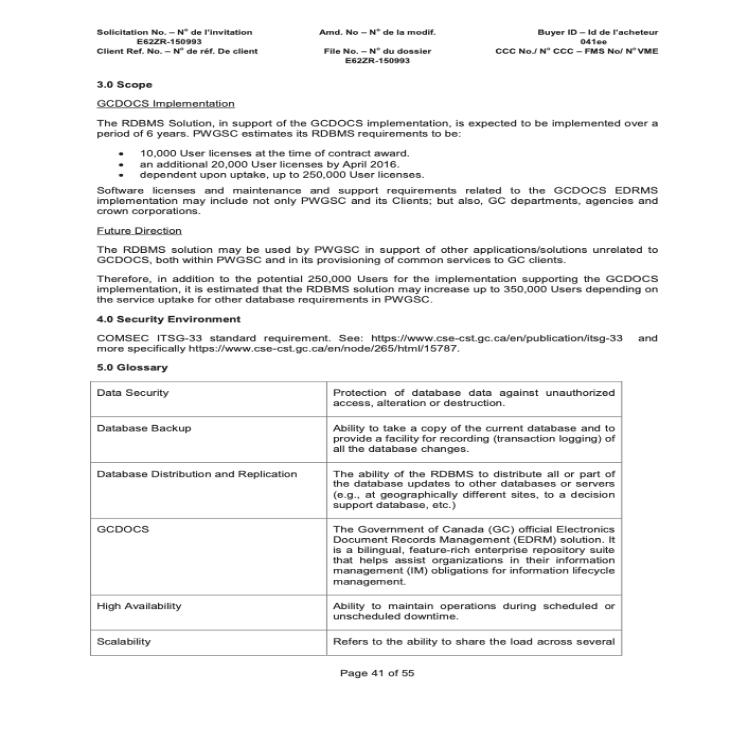 Solicitation No. – Nº de l'invitation
Amd. No – Nº de la modif.
Buyer ID – Id de l'acheteur
E62ZR-150993
041ee
Client Ref. No. – Nº de réf. De client
File No. – Nº du dossier
CCC No./ Nº CCC – FMS No/ Nº VME
E62ZR-150993
3.0 Scope
GCDOCS Implementation
The RDBMS Solution, in support of the GCDOCS implementation, is expected to be implemented over a
period of 6 years. PWGSC estimates its RDBMS requirements to be:
• 10,000 User licenses at the time of contract award.
• an additional 20,000 User licenses by April 2016.
• dependent upon uptake, up to 250,000 User licenses.
Software licenses and maintenance and support requirements related to the GCDOCS EDRMS
implementation may include not only PWGSC and its Clients; but also, GC departments, agencies and
crown corporations.
Future Direction
The RDBMS solution may be used by PWGSC in support of other applications/solutions unrelated to
GCDOCS, both within PWGSC and in its provisioning of common services to GC clients.
Therefore, in addition to the potential 250,000 Users for the implementation supporting the GCDOCS
implementation, it is estimated that the RDBMS solution may increase up to 350,000 Users depending on
the service uptake for other database requirements in PWGSC.
4.0 Security Environment
COMSEC ITSG-33 standard requirement. See: https://www.cse-cst.gc.ca/en/publication/itsg-33 and
more specifically https://www.cse-cst.gc.ca/en/node/265/html/15787.
5.0 Glossary
Data Security
Protection of database data against unauthorized
access, alteration or destruction.
Database Backup
Ability to take a copy of the current database and to
provide a facility for recording (transaction logging) of
all the database changes.
Database Distribution and Replication
The ability of the RDBMS to distribute all or part of
the database updates to other databases or servers
(e.g., at geographically different sites, to a decision
support database, etc.)
GCDOCS
The Government of Canada (GC) official Electronics
Document Records Management (EDRM) solution. It
is a bilingual, feature-rich enterprise repository suite
that helps assist organizations in their information
management (IM) obligations for information lifecycle
management.
High Availability
Ability to maintain operations during scheduled or
unscheduled downtime.
Scalability
Refers to the ability to share the load across several
Page 41 of 55